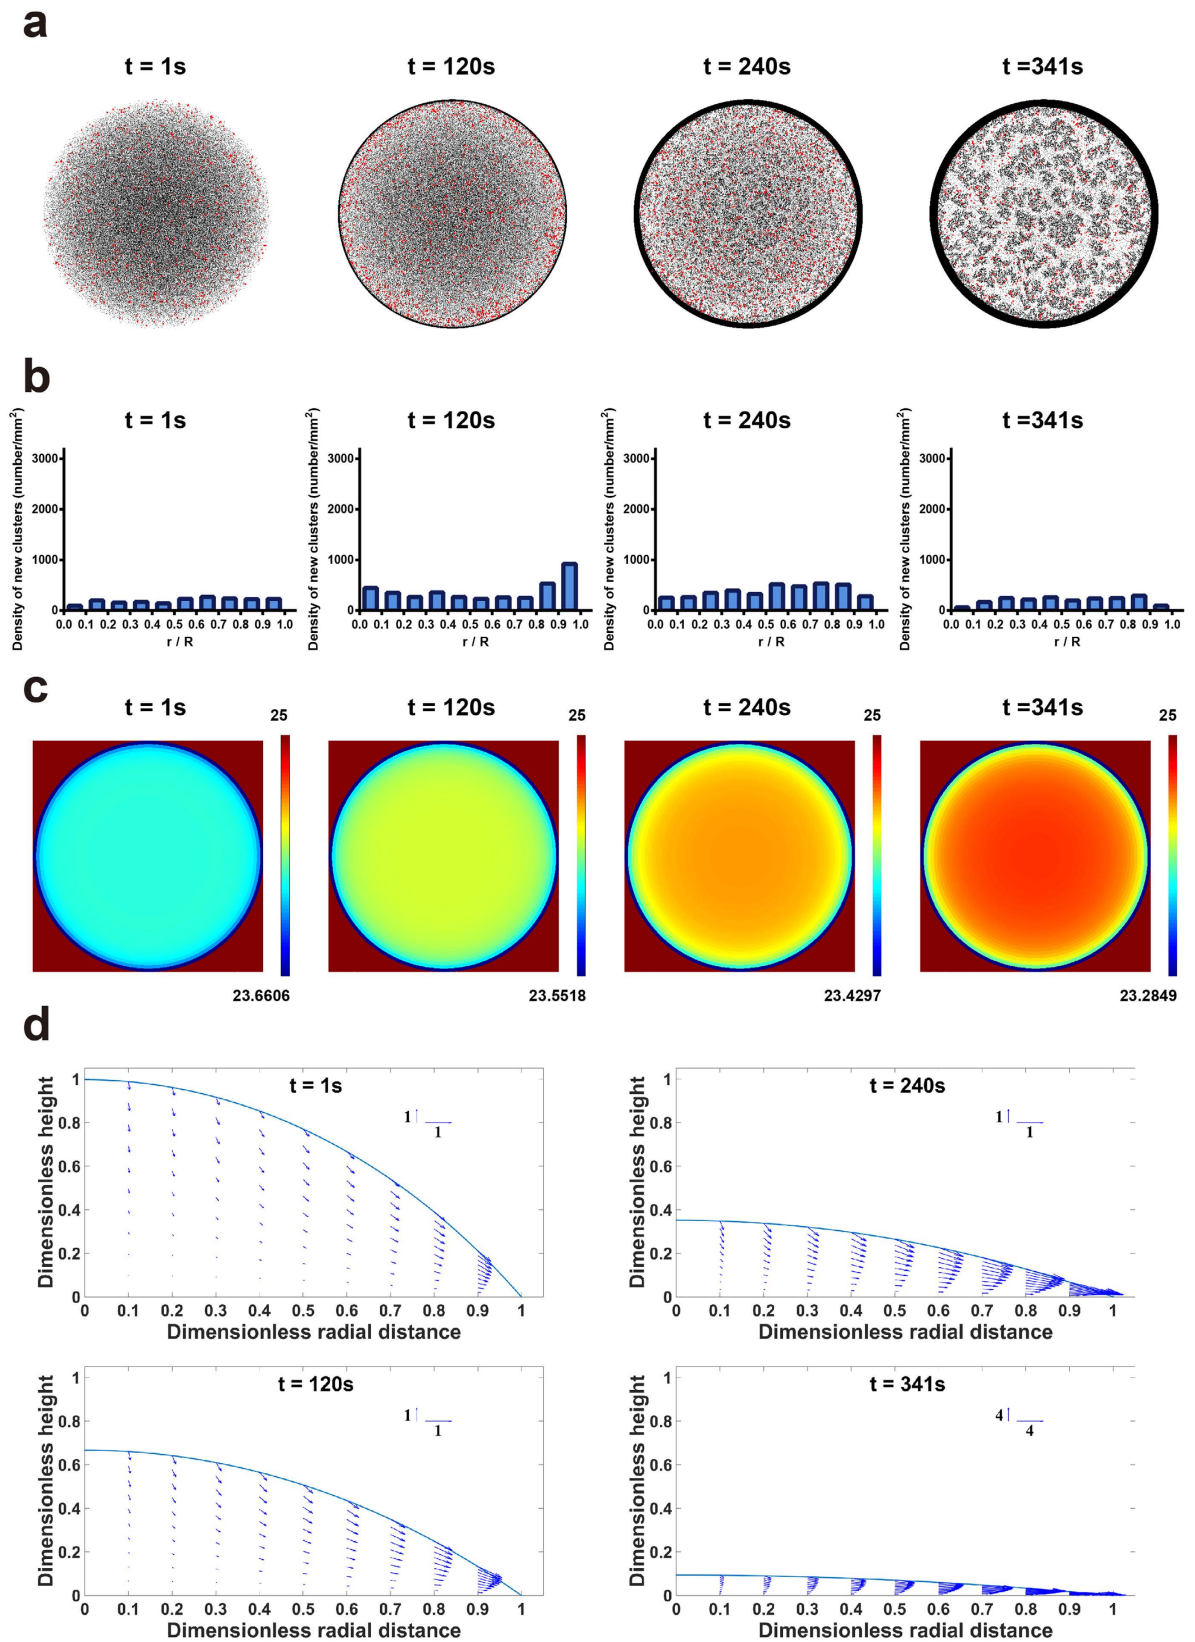 a
t = 1s
t = 120s
t = 240s
t =341s
b
t = 1s
t = 120s
t = 240s
t =341s
Density of new clusters (number/mm²)
3000
2000
1000
0
0.0 0.1 0.2 0.3 0.4 0.5 0.6 0.7 0.8 0.9 1.0
r / R
Density of new clusters (number/mm²)
3000
2000
1000
0
0.0 0.1 0.2 0.3 0.4 0.5 0.6 0.7 0.8 0.9 1.0
r / R
Density of new clusters (number/mm²)
3000
2000
1000
0
0.0 0.1 0.2 0.3 0.4 0.5 0.6 0.7 0.8 0.9 1.0
r / R
Density of new clusters (number/mm²)
3000
2000
1000
0
0.0 0.1 0.2 0.3 0.4 0.5 0.6 0.7 0.8 0.9 1.0
r / R
c
t = 1s
25
23.6606
t = 120s
25
23.5518
t = 240s
25
23.4297
t =341s
25
23.2849
d
t = 1s
1
1
Dimensionless height
1
0.8
0.6
0.4
0.2
0
0 0.1 0.2 0.3 0.4 0.5 0.6 0.7 0.8 0.9 1
Dimensionless radial distance
t = 240s
1
1
Dimensionless height
1
0.8
0.6
0.4
0.2
0
0 0.1 0.2 0.3 0.4 0.5 0.6 0.7 0.8 0.9 1
Dimensionless radial distance
t = 120s
1
1
Dimensionless height
1
0.8
0.6
0.4
0.2
0
0 0.1 0.2 0.3 0.4 0.5 0.6 0.7 0.8 0.9 1
Dimensionless radial distance
t = 341s
4
4
Dimensionless height
1
0.8
0.6
0.4
0.2
0
0 0.1 0.2 0.3 0.4 0.5 0.6 0.7 0.8 0.9 1
Dimensionless radial distance